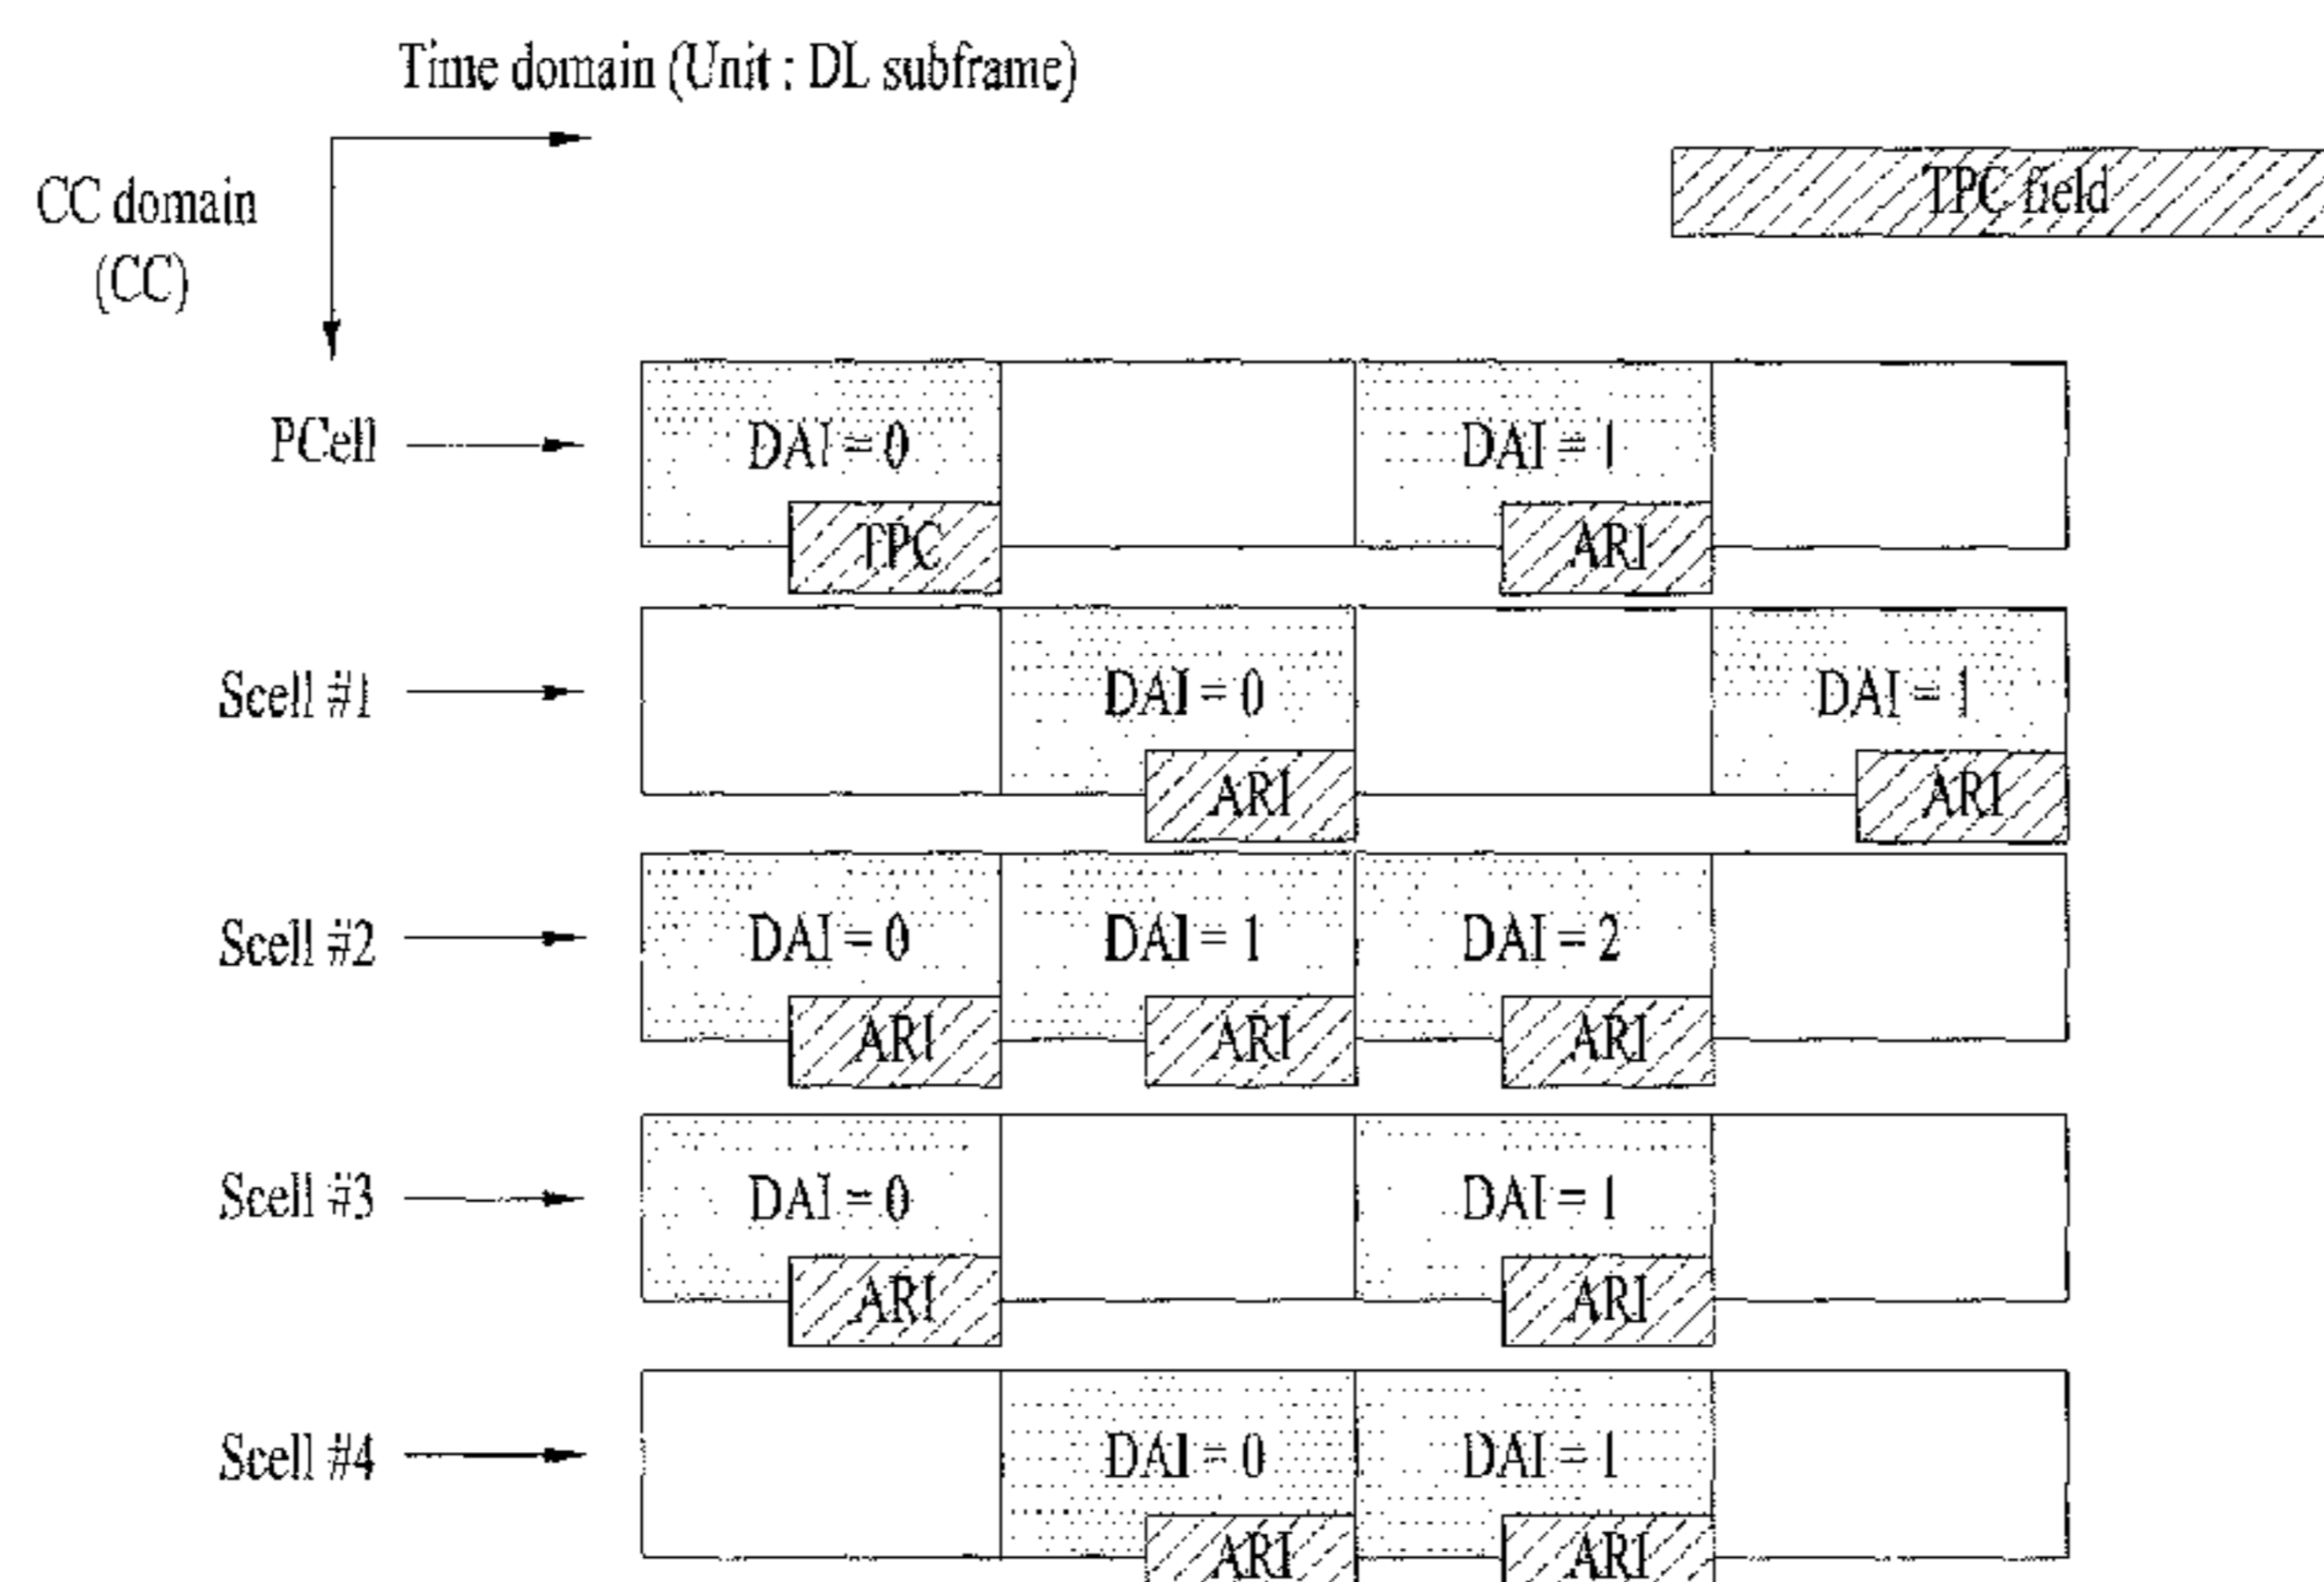 Time domain (Unit : DL subframe)
CC domain
(CC)
TPC field
PCell
DAI = 0
DAI = 1
TPC
ARI
Scell #1
DAI = 0
DAI = 1
ARI
ARI
Scell #2
DAI = 0
DAI = 1
DAI = 2
ARI
ARI
ARI
Scell #3
DAI = 0
DAI = 1
ARI
ARI
Scell #4
DAI = 0
DAI = 1
ARI
ARI